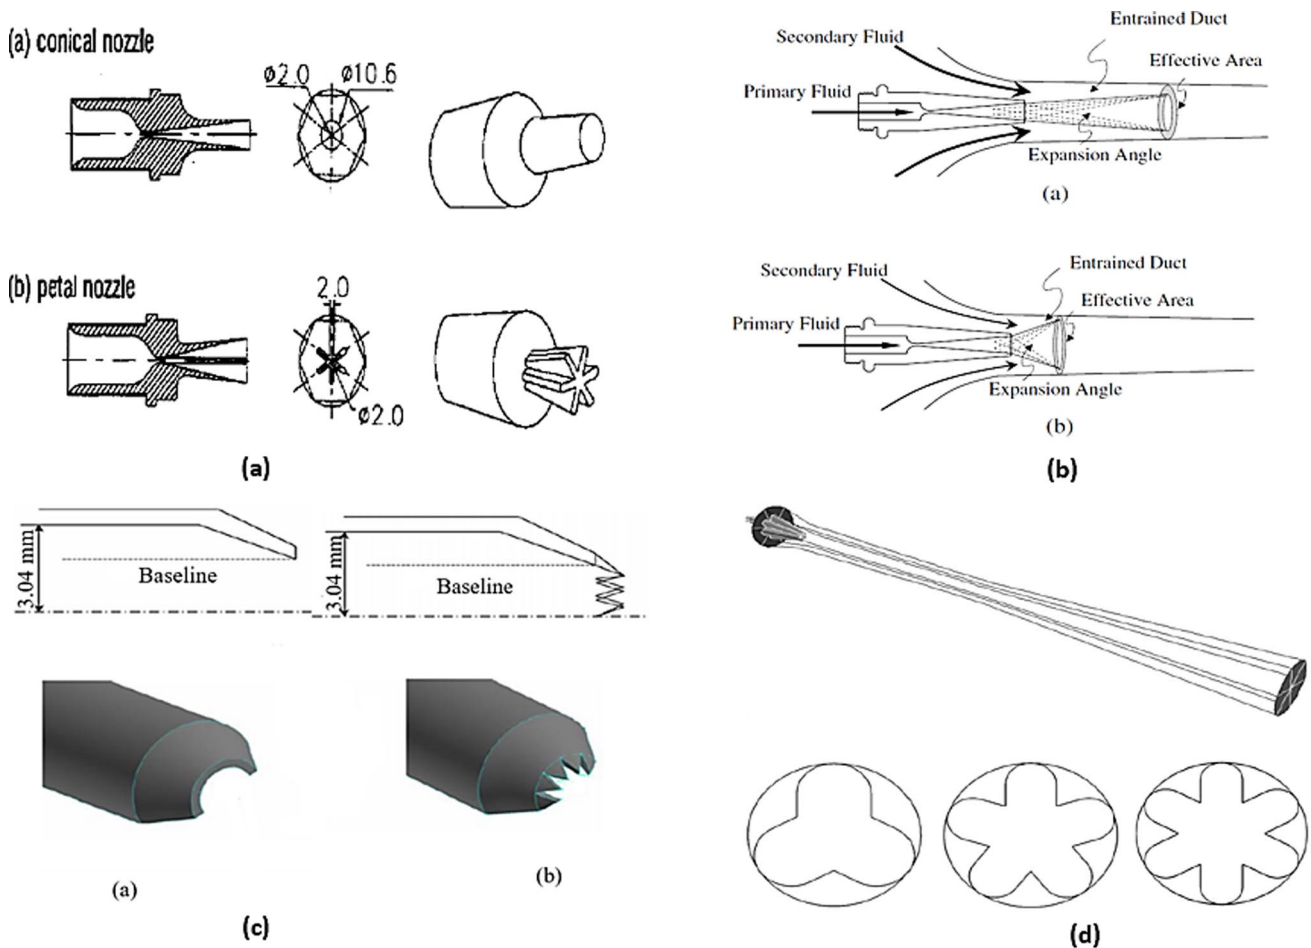 (a) conical nozzle
ø2.0
ø10.6
(b) petal nozzle
2.0
ø2.0
(a)
Secondary Fluid
Entrained Duct
Effective Area
Primary Fluid
Expansion Angle
(a)
Secondary Fluid
Entrained Duct
Effective Area
Primary Fluid
Expansion Angle
(b)
(b)
3.04 mm
Baseline
3.04 mm
Baseline
(a)
(b)
(c)
(d)